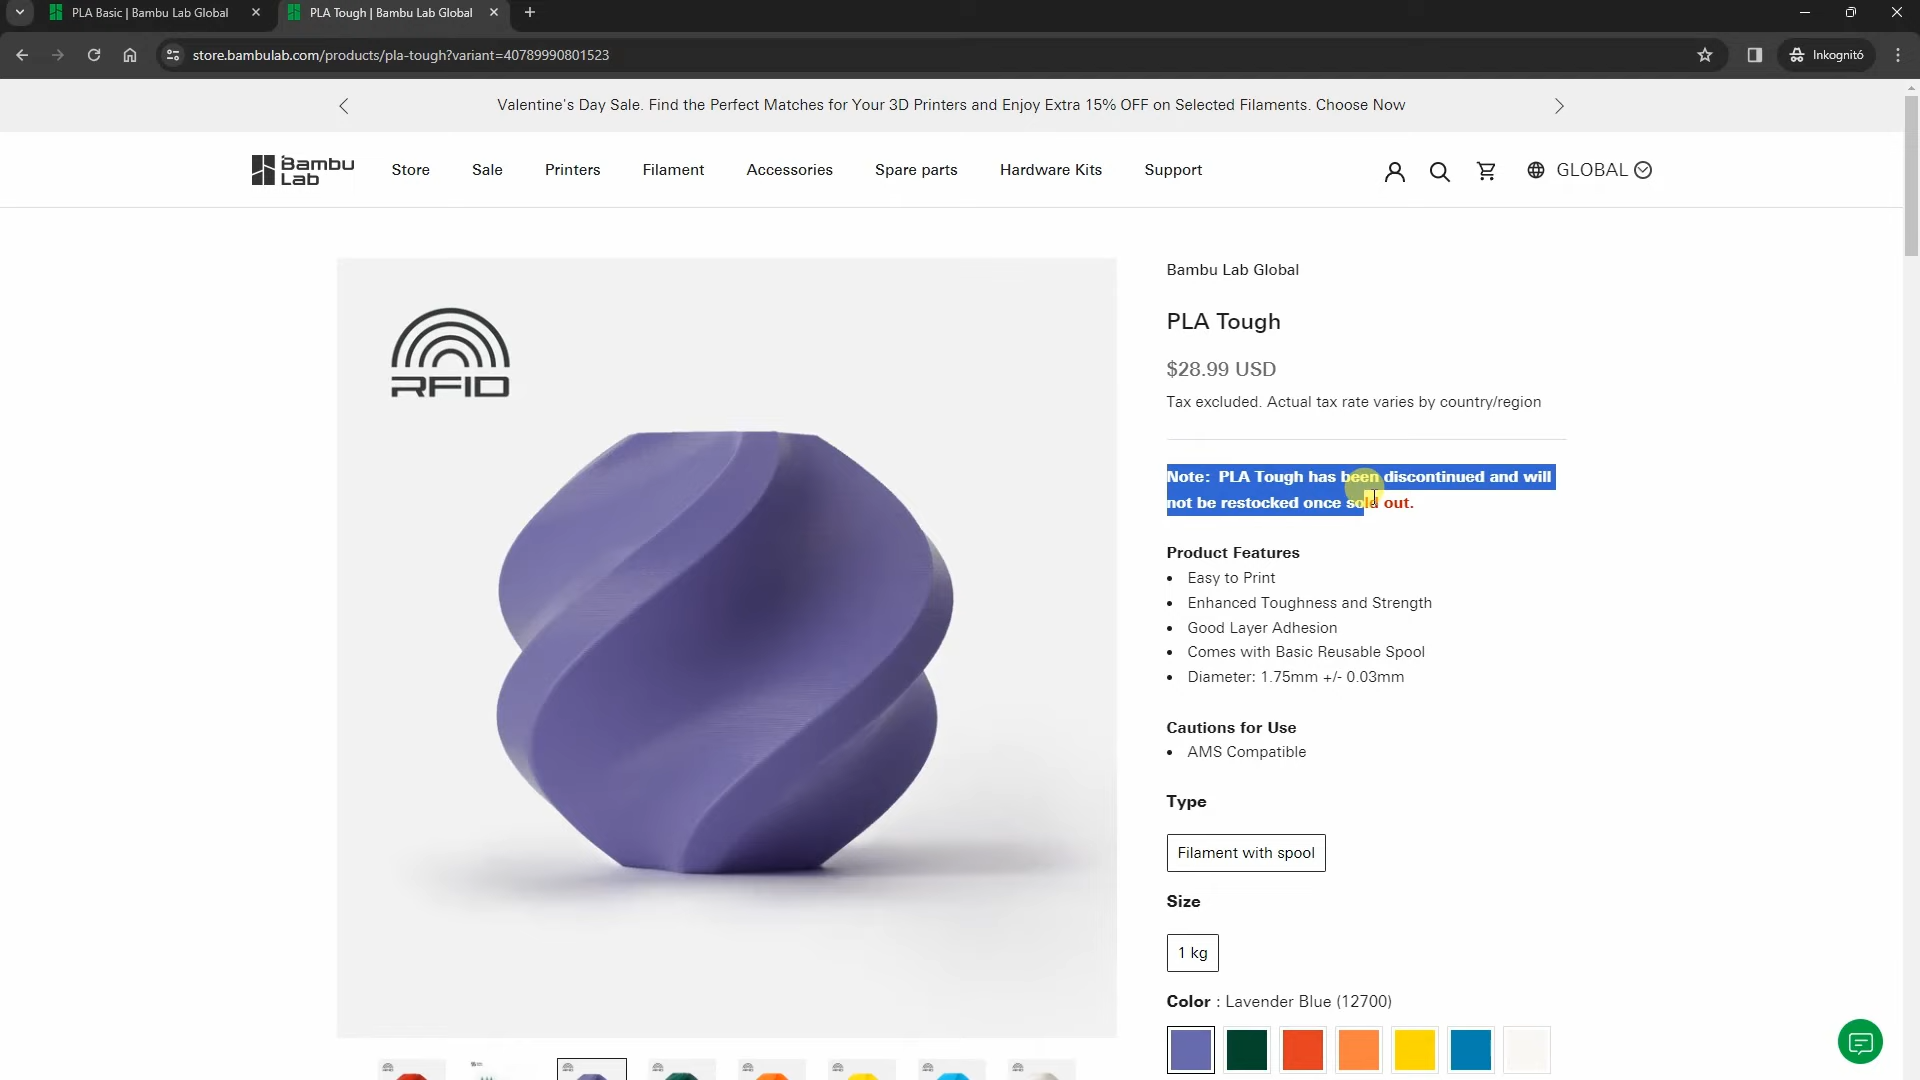 PLA Basic | Bambu Lab Global
PLA Tough | Bambu Lab Global
store.bambulab.com/products/pla-tough?variant=40789990801523
Inkognitó
Valentine's Day Sale. Find the Perfect Matches for Your 3D Printers and Enjoy Extra 15% OFF on Selected Filaments. Choose Now
Bambu Lab
Store
Sale
Printers
Filament
Accessories
Spare parts
Hardware Kits
Support
GLOBAL
RFID
Bambu Lab Global
PLA Tough
$28.99 USD
Tax excluded. Actual tax rate varies by country/region
Note: PLA Tough has been discontinued and will
not be restocked once sold out.
Product Features
• Easy to Print
• Enhanced Toughness and Strength
• Good Layer Adhesion
• Comes with Basic Reusable Spool
• Diameter: 1.75mm +/- 0.03mm
Cautions for Use
• AMS Compatible
Type
Filament with spool
Size
1 kg
Color : Lavender Blue (12700)